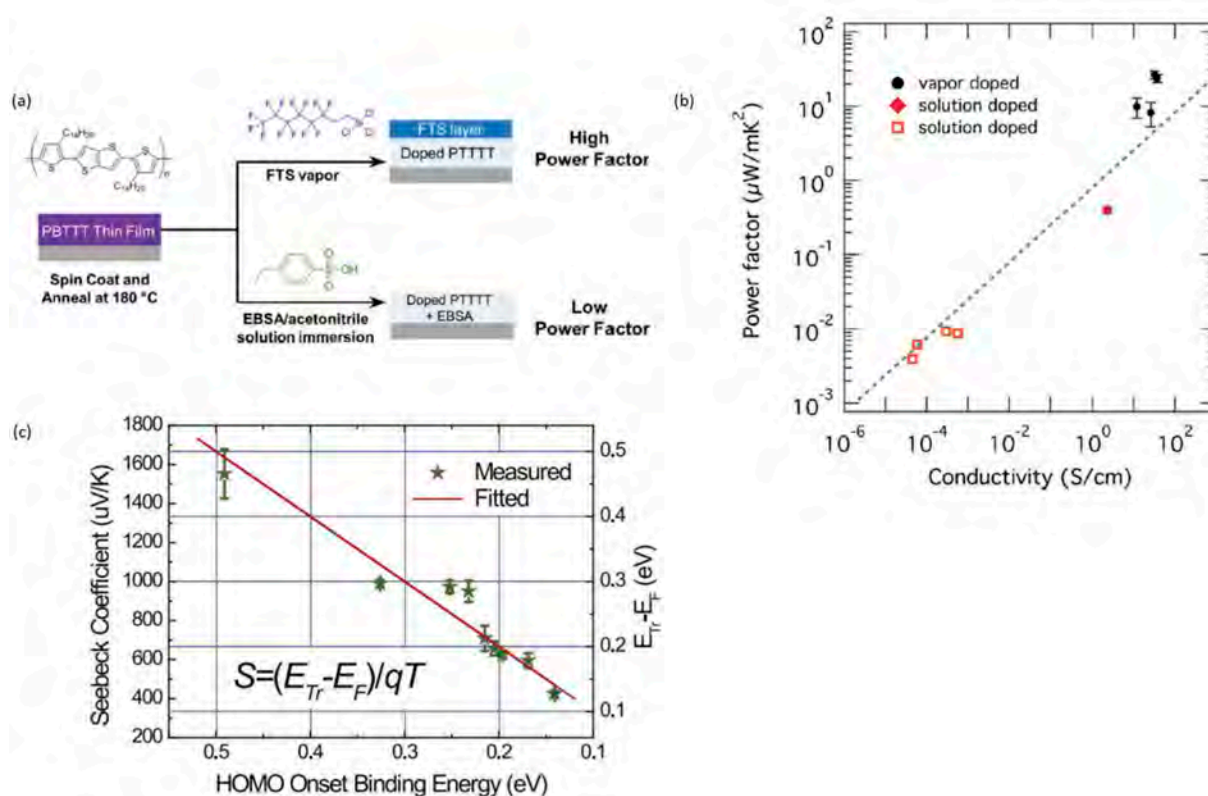 (a)
C₁₄H₂₉
S
S
S
S
n
C₁₄H₂₉
PBTTT Thin Film
Spin Coat and
Anneal at 180 °C
FTS vapor
FTS layer
Doped PTTTT
High
Power Factor
O
S
OH
O
EBSA/acetonitrile
solution immersion
Doped PTTTT
+ EBSA
Low
Power Factor
(b)
Power factor (µW/mK²)
10²
10¹
10⁰
10⁻¹
10⁻²
10⁻³
vapor doped
solution doped
solution doped
10⁻⁶
10⁻⁴
10⁻²
10⁰
10²
Conductivity (S/cm)
(c)
Seebeck Coefficient (uV/K)
1800
1600
1400
1200
1000
800
600
400
200
Measured
Fitted
S=(E_Tr-E_F)/qT
0.5
0.4
0.3
0.2
0.1
E_Tr-E_F (eV)
0.5
0.4
0.3
0.2
0.1
HOMO Onset Binding Energy (eV)